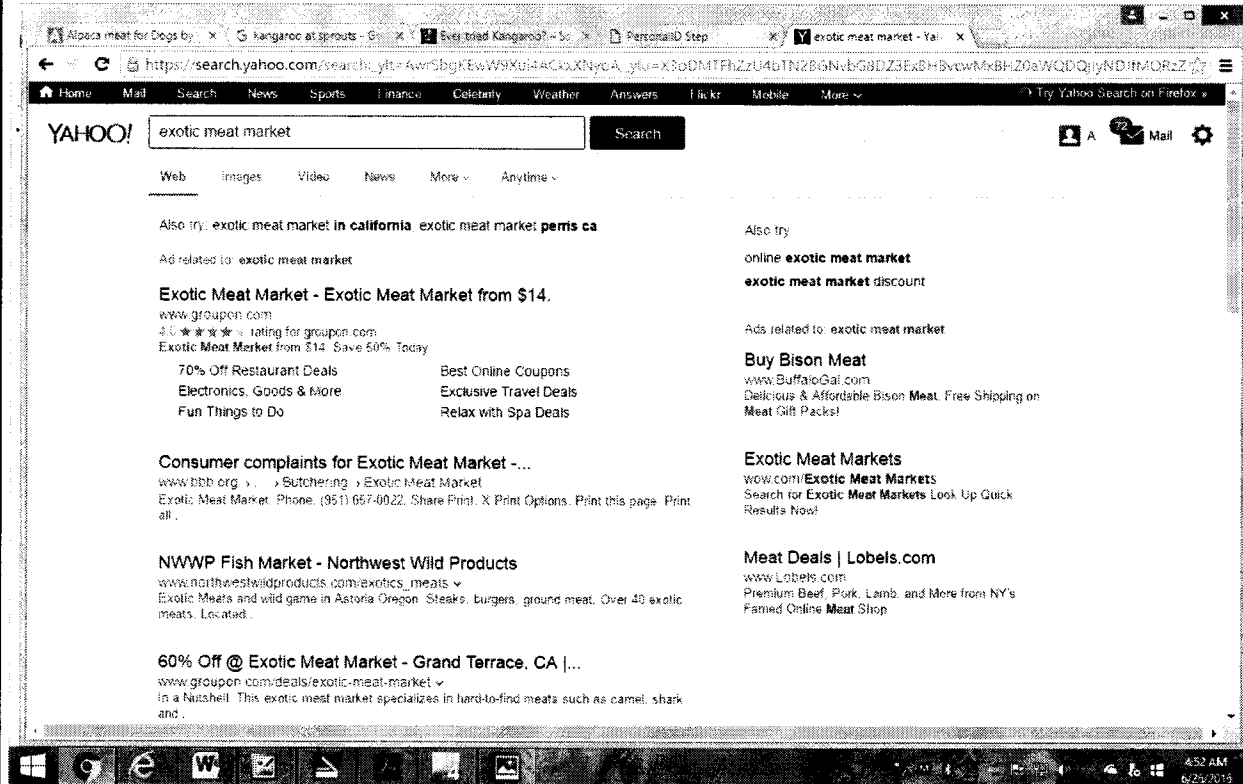 Alpaca meat for Dogs by
kangaroo at sprouts - G
Ever tried Kangaroo? - Sc
PersonalID Step
exotic meat market - Yah
https://search.yahoo.com/search
Home Mail Search News Sports Finance Celebrity Weather Answers Flickr Mobile More Try Yahoo Search on Firefox »
YAHOO! exotic meat market Search A 72 Mail
Web Images Video News More Anytime
Also try: exotic meat market in california, exotic meat market perris ca
Ad related to: exotic meat market
Exotic Meat Market - Exotic Meat Market from $14.
www.groupon.com
rating for groupon.com
Exotic Meat Market from $14. Save 50% Today
70% Off Restaurant Deals Best Online Coupons
Electronics, Goods & More Exclusive Travel Deals
Fun Things to Do Relax with Spa Deals
Consumer complaints for Exotic Meat Market -...
www.bbb.org › ... › Butchering › Exotic Meat Market
Exotic Meat Market. Phone: (951) 657-0022. Share Print. X Print Options. Print this page. Print
all .
NWWP Fish Market - Northwest Wild Products
www.northwestwildproducts.com/exotics_meats
Exotic Meats and wild game in Astoria Oregon. Steaks, burgers, ground meat. Over 40 exotic
meats. Located .
60% Off @ Exotic Meat Market - Grand Terrace, CA |...
www.groupon.com/deals/exotic-meat-market
In a Nutshell. This exotic meat market specializes in hard-to-find meats such as camel, shark
and .
Also try
online exotic meat market
exotic meat market discount
Ads related to: exotic meat market
Buy Bison Meat
www.BuffaloGal.com
Delicious & Affordable Bison Meat. Free Shipping on
Meat Gift Packs!
Exotic Meat Markets
wow.com/Exotic Meat Markets
Search for Exotic Meat Markets Look Up Quick
Results Now!
Meat Deals | Lobels.com
www.Lobels.com
Premium Beef, Pork, Lamb, and More from NY's
Famed Online Meat Shop
4:52 AM
6/26/2016